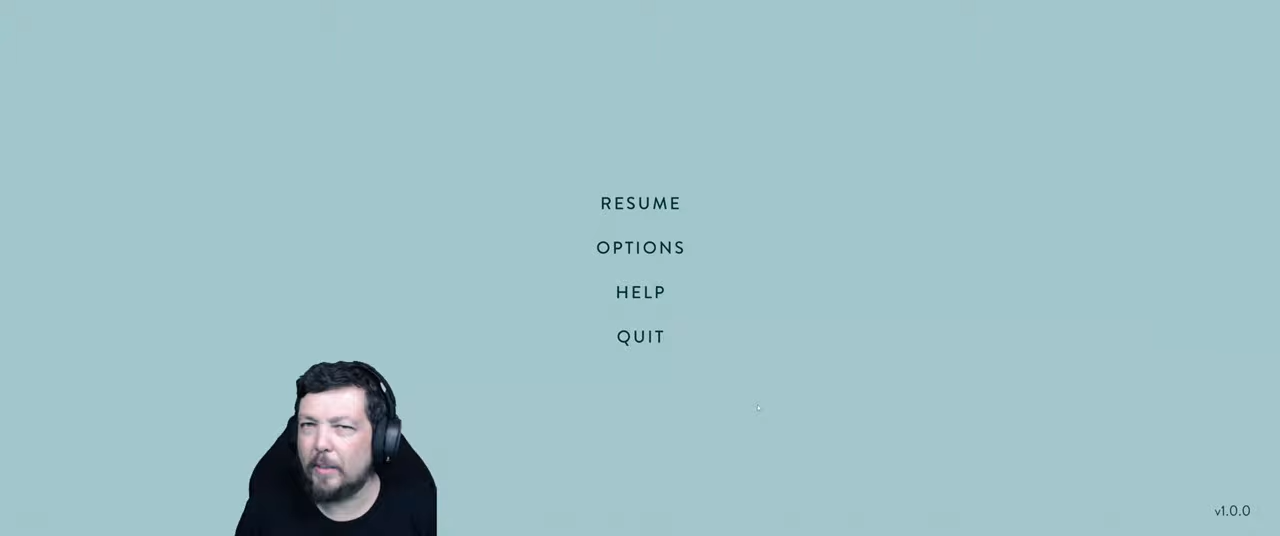 RESUME
OPTIONS
HELP
QUIT
v1.0.0